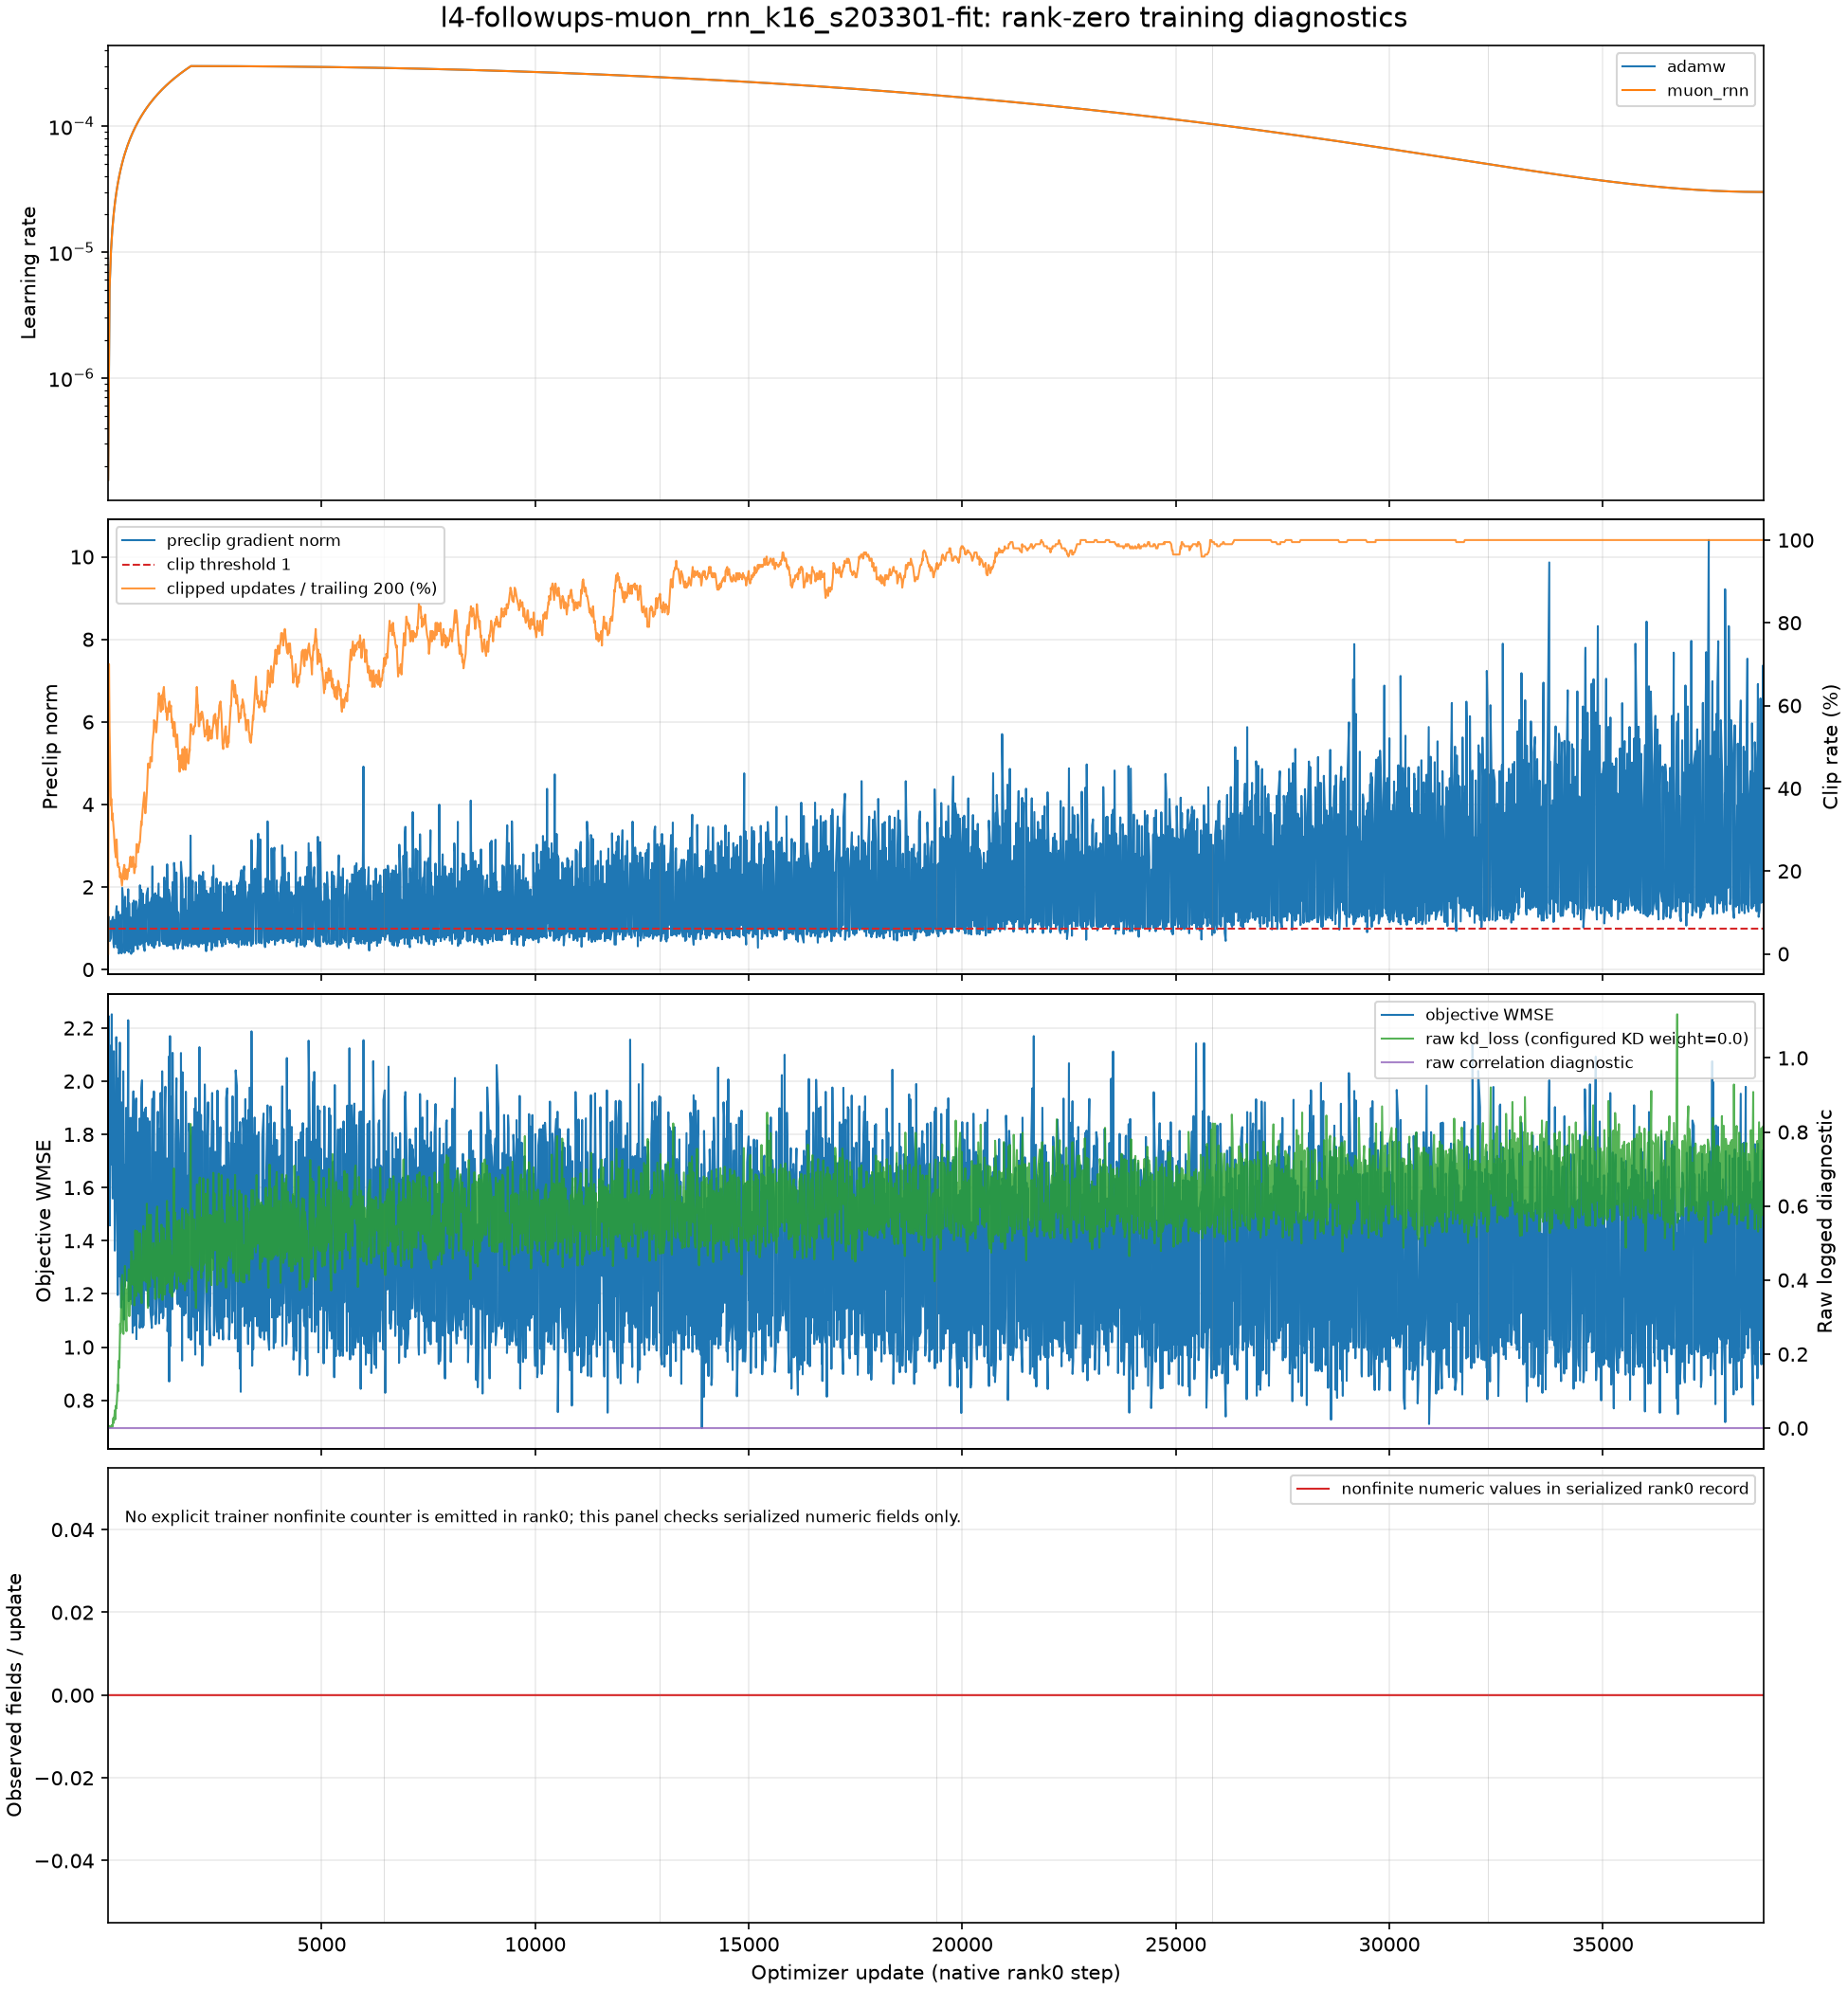 l4-followups-muon_rnn_k16_s203301-fit: rank-zero training diagnostics
adamw
muon_rnn
10⁻⁴
10⁻⁵
10⁻⁶
Learning rate
preclip gradient norm
clip threshold 1
clipped updates / trailing 200 (%)
10
8
6
4
2
0
Preclip norm
100
80
60
40
20
0
Clip rate (%)
objective WMSE
raw kd_loss (configured KD weight=0.0)
raw correlation diagnostic
2.2
2.0
1.8
1.6
1.4
1.2
1.0
0.8
Objective WMSE
1.0
0.8
0.6
0.4
0.2
0.0
Raw logged diagnostic
nonfinite numeric values in serialized rank0 record
No explicit trainer nonfinite counter is emitted in rank0; this panel checks serialized numeric fields only.
0.04
0.02
0.00
−0.02
−0.04
Observed fields / update
5000 10000 15000 20000 25000 30000 35000
Optimizer update (native rank0 step)